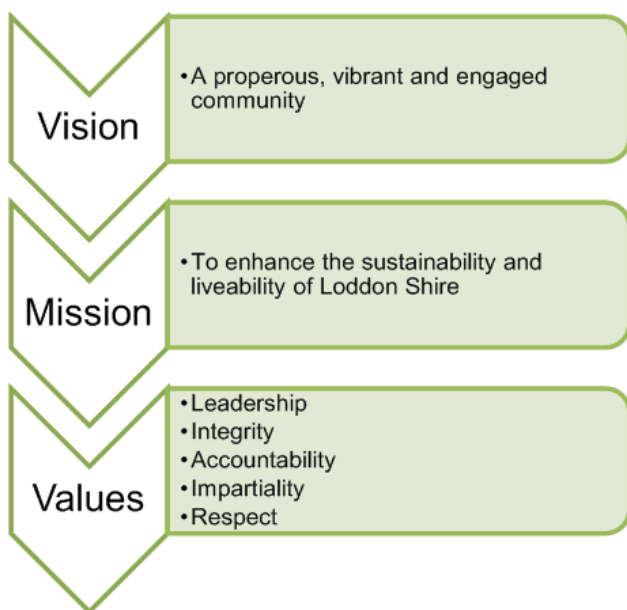 Vision
•A properous, vibrant and engaged
community
Mission
•To enhance the sustainability and
liveability of Loddon Shire
Values
•Leadership
•Integrity
•Accountability
•Impartiality
•Respect